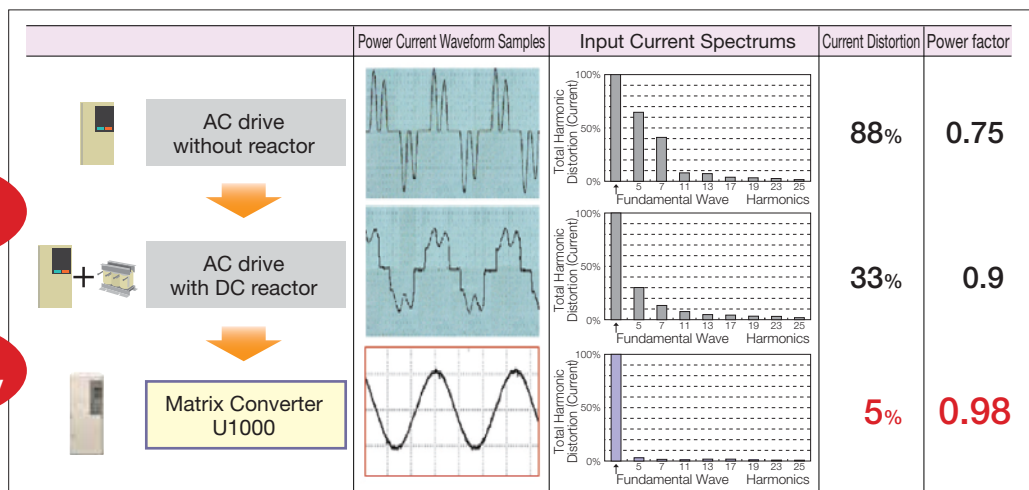 Power Current Waveform Samples Input Current Spectrums Current Distortion Power factor
AC drive
without reactor
Total Harmonic
Distortion (Current)
100%
50%
0%
5 7 11 13 17 19 23 25
Fundamental Wave Harmonics
88% 0.75
+
AC drive
with DC reactor
Total Harmonic
Distortion (Current)
100%
50%
0%
5 7 11 13 17 19 23 25
Fundamental Wave Harmonics
33% 0.9
Matrix Converter
U1000
Total Harmonic
Distortion (Current)
100%
50%
0%
5 7 11 13 17 19 23 25
Fundamental Wave Harmonics
5% 0.98